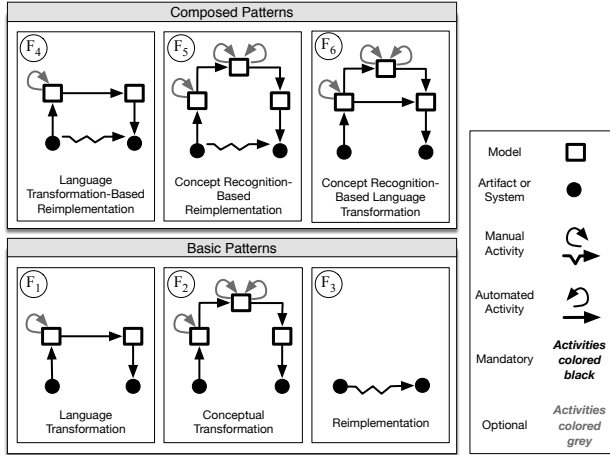 Composed Patterns
F4
F5
F6
Language
Transformation-Based
Reimplementation
Concept Recognition-
Based
Reimplementation
Concept Recognition-
Based Language
Transformation
Basic Patterns
F1
F2
F3
Language
Transformation
Conceptual
Transformation
Reimplementation
Model
Artifact or
System
Manual
Activity
Automated
Activity
Mandatory
Activities
colored
black
Optional
Activities
colored
grey